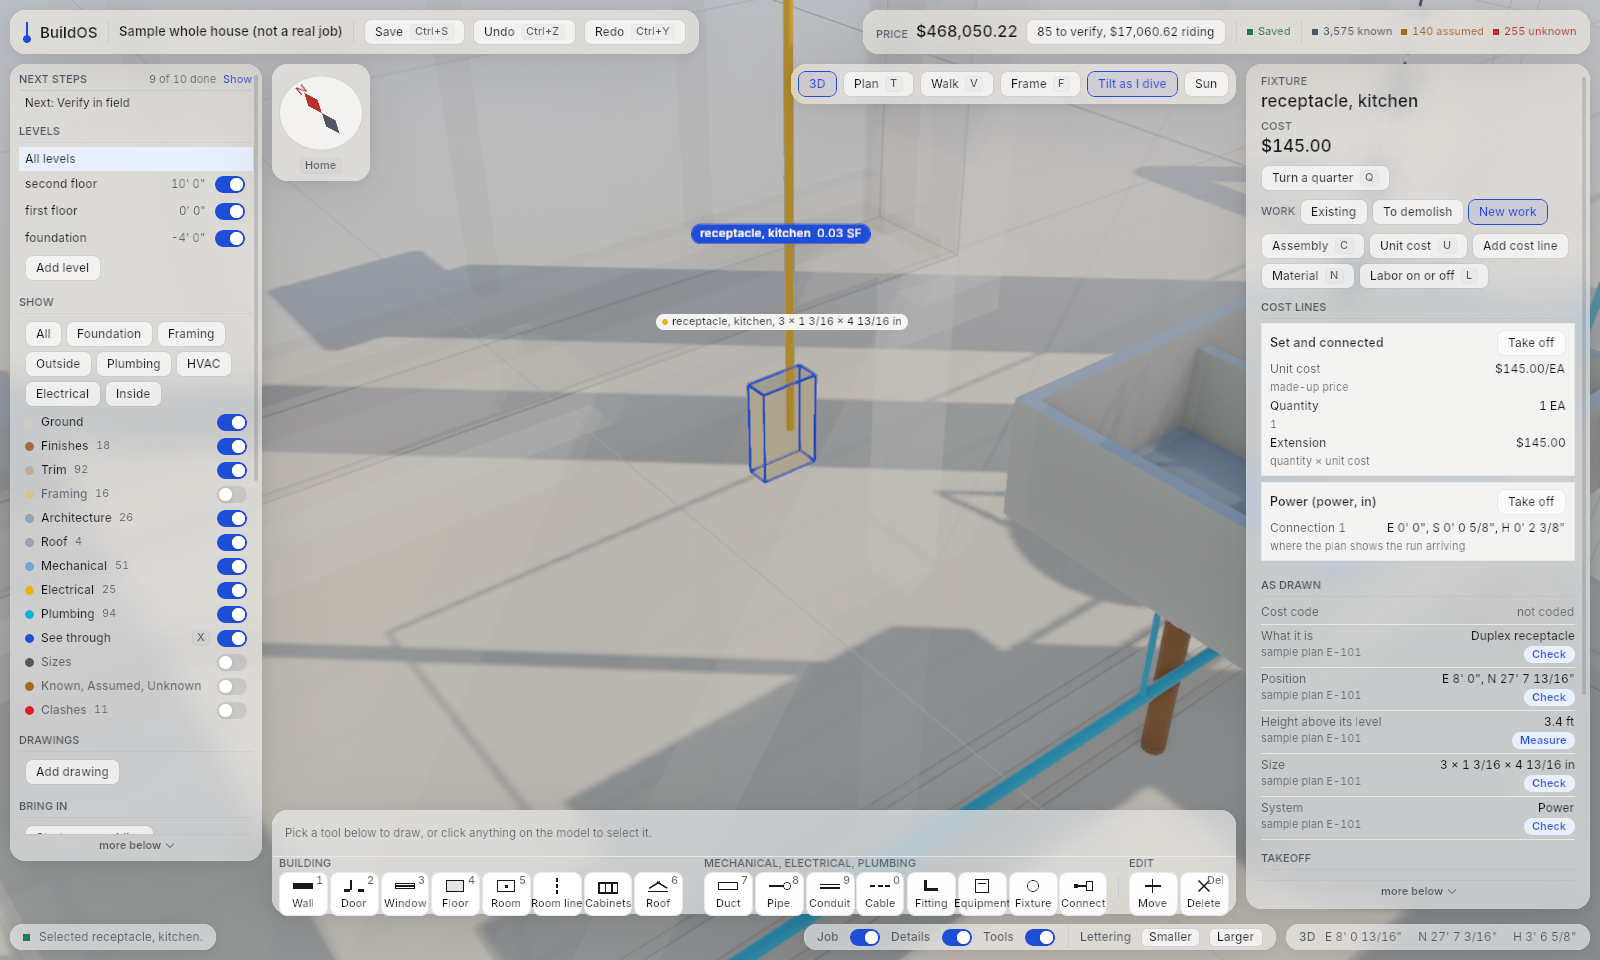 BuildOS
Sample whole house (not a real job)
Save Ctrl+S
Undo Ctrl+Z
Redo Ctrl+Y
PRICE $468,050.22
85 to verify, $17,060.62 riding
Saved
3,575 known
140 assumed
255 unknown
NEXT STEPS
9 of 10 done Show
Next: Verify in field
LEVELS
All levels
second floor 10' 0"
first floor 0' 0"
foundation -4' 0"
Add level
SHOW
All
Foundation
Framing
Outside
Plumbing
HVAC
Electrical
Inside
Ground
Finishes 18
Trim 92
Framing 16
Architecture 26
Roof 4
Mechanical 51
Electrical 25
Plumbing 94
See through X
Sizes
Known, Assumed, Unknown
Clashes 11
DRAWINGS
Add drawing
BRING IN
more below
N
Home
3D
Plan T
Walk V
Frame F
Tilt as I dive
Sun
receptacle, kitchen 0.03 SF
receptacle, kitchen, 3 × 1 3/16 × 4 13/16 in
FIXTURE
receptacle, kitchen
COST
$145.00
Turn a quarter Q
WORK
Existing
To demolish
New work
Assembly C
Unit cost U
Add cost line
Material N
Labor on or off L
COST LINES
Set and connected Take off
Unit cost $145.00/EA
made-up price
Quantity 1 EA
1
Extension $145.00
quantity × unit cost
Power (power, in) Take off
Connection 1 E 0' 0", S 0' 0 5/8", H 0' 2 3/8"
where the plan shows the run arriving
AS DRAWN
Cost code not coded
What it is Duplex receptacle
sample plan E-101 Check
Position E 8' 0", N 27' 7 13/16"
sample plan E-101 Check
Height above its level 3.4 ft
sample plan E-101 Measure
Size 3 × 1 3/16 × 4 13/16 in
sample plan E-101 Check
System Power
sample plan E-101 Check
TAKEOFF
more below
Pick a tool below to draw, or click anything on the model to select it.
BUILDING
Wall 1
Door 2
Window 3
Floor 4
Room 5
Room line
Cabinets
Roof 6
MECHANICAL, ELECTRICAL, PLUMBING
Duct 7
Pipe 8
Conduit 9
Cable 0
Fitting
Equipment
Fixture
Connect
EDIT
Move
Delete Del
Selected receptacle, kitchen.
Job
Details
Tools
Lettering
Smaller
Larger
3D E 8' 0 13/16" N 27' 7 3/16" H 3' 6 5/8"